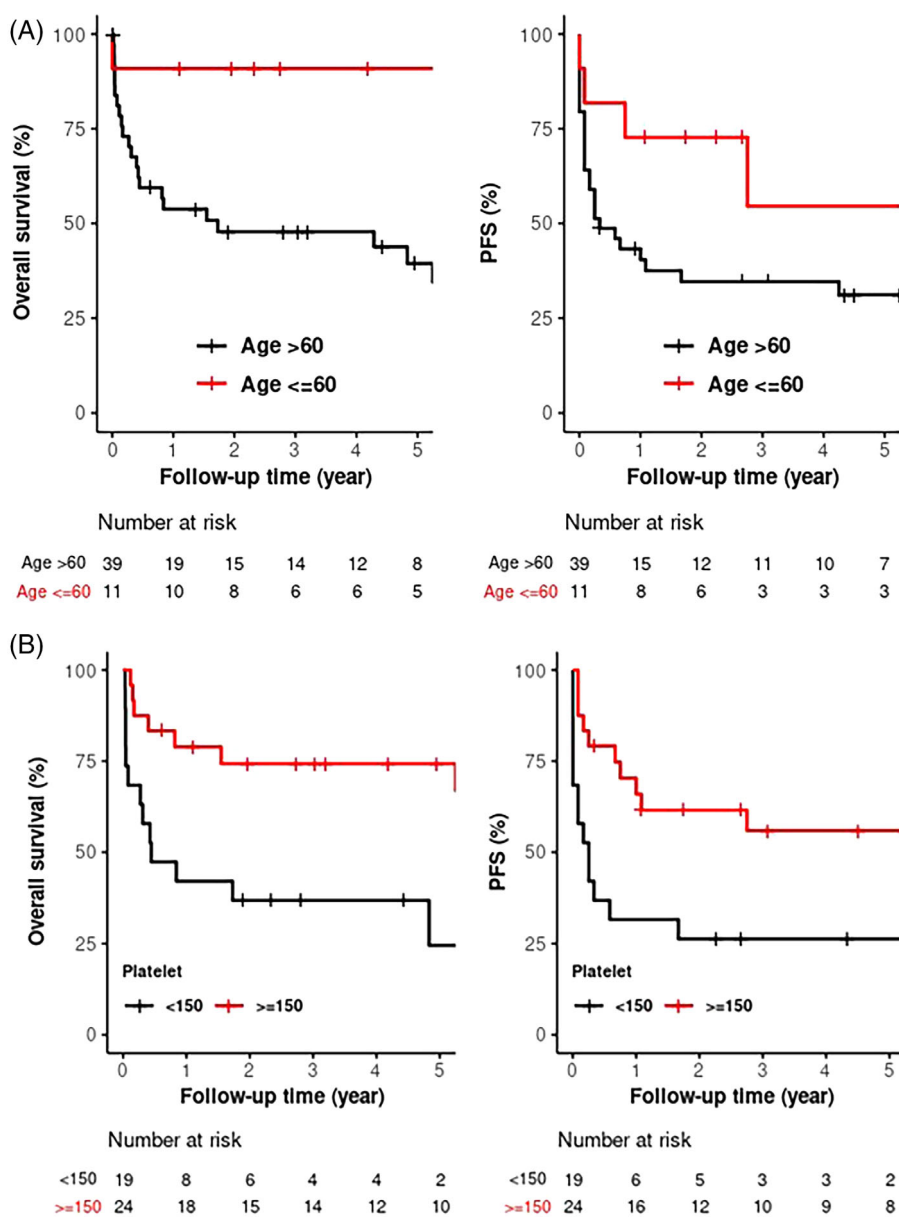 (A)
100
75
50
25
0
Overall survival (%)
Age >60
Age <=60
0 1 2 3 4 5
Follow-up time (year)
Number at risk
Age >60 39 19 15 14 12 8
Age <=60 11 10 8 6 6 5
100
75
50
25
0
PFS (%)
Age >60
Age <=60
0 1 2 3 4 5
Follow-up time (year)
Number at risk
Age >60 39 15 12 11 10 7
Age <=60 11 8 6 3 3 3
(B)
100
75
50
25
0
Overall survival (%)
Platelet
<150 >=150
0 1 2 3 4 5
Follow-up time (year)
Number at risk
<150 19 8 6 4 4 2
>=150 24 18 15 14 12 10
100
75
50
25
0
PFS (%)
Platelet
<150 >=150
0 1 2 3 4 5
Follow-up time (year)
Number at risk
<150 19 6 5 3 3 2
>=150 24 16 12 10 9 8